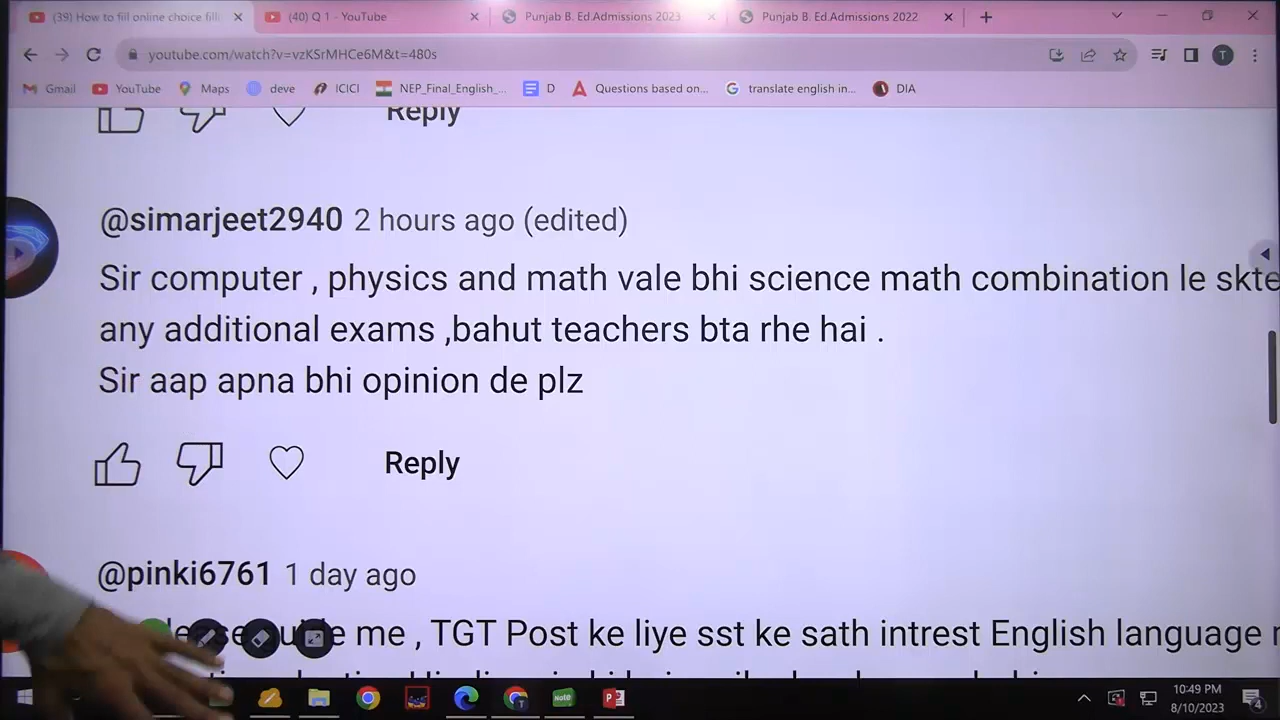 (39) How to fill online choice filli
(40) Q 1 - YouTube
Punjab B. Ed.Admissions 2023
Punjab B. Ed.Admissions 2022
youtube.com/watch?v=vzKSrMHCe6M&t=480s
T
Gmail
YouTube
Maps
deve
ICICI
NEP_Final_English_...
D
Questions based on...
translate english in...
DIA
Reply
@simarjeet2940 2 hours ago (edited)
Sir computer , physics and math vale bhi science math combination le skte
any additional exams ,bahut teachers bta rhe hai .
Sir aap apna bhi opinion de plz
Reply
@pinki6761 1 day ago
me , TGT Post ke liye sst ke sath intrest English language
10:49 PM
8/10/2023
4